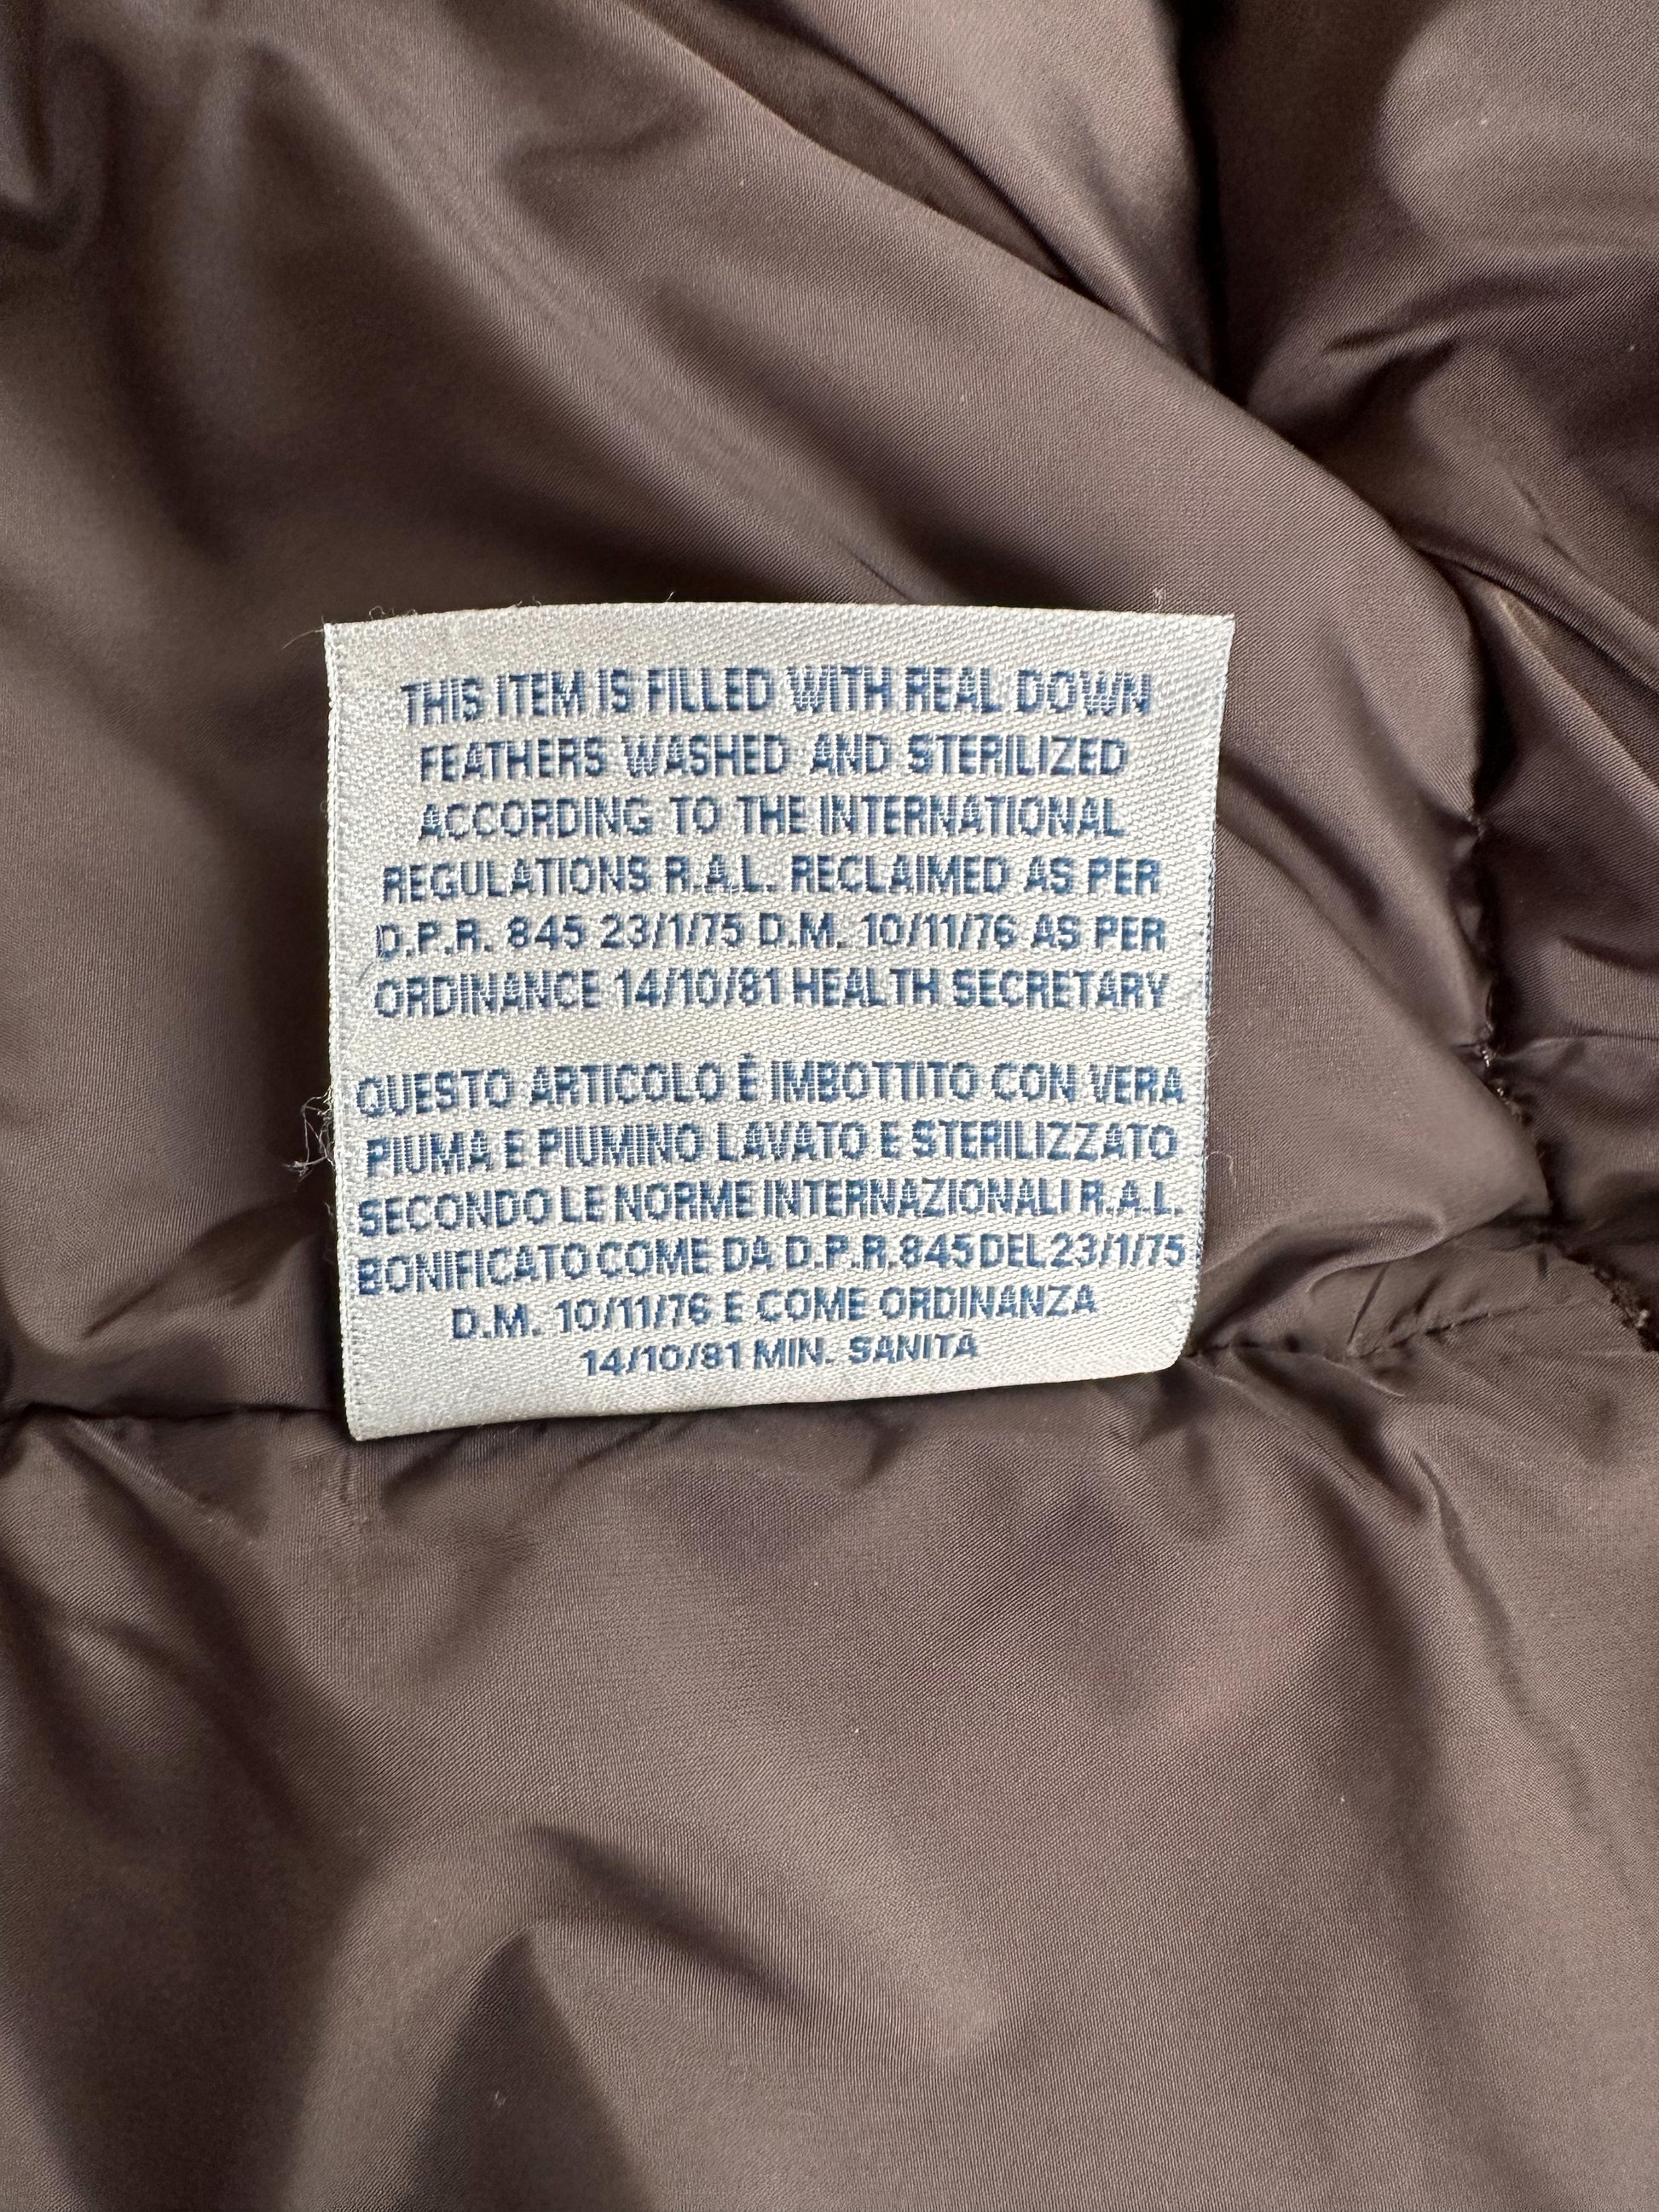 THIS ITEM IS FILLED WITH REAL DOWN
FEATHERS WASHED AND STERILIZED
ACCORDING TO THE INTERNATIONAL
REGULATIONS R.A.L. RECLAIMED AS PER
D.P.R. 845 23/1/75 D.M. 10/11/76 AS PER
ORDINANCE 14/10/81 HEALTH SECRETARY
QUESTO ARTICOLO È IMBOTTITO CON VERA
PIUMA E PIUMINO LAVATO E STERILIZZATO
SECONDO LE NORME INTERNAZIONALI R.A.L.
BONIFICATO COME DA D.P.R. 845 DEL 23/1/75
D.M. 10/11/76 E COME ORDINANZA
14/10/81 MIN. SANITA